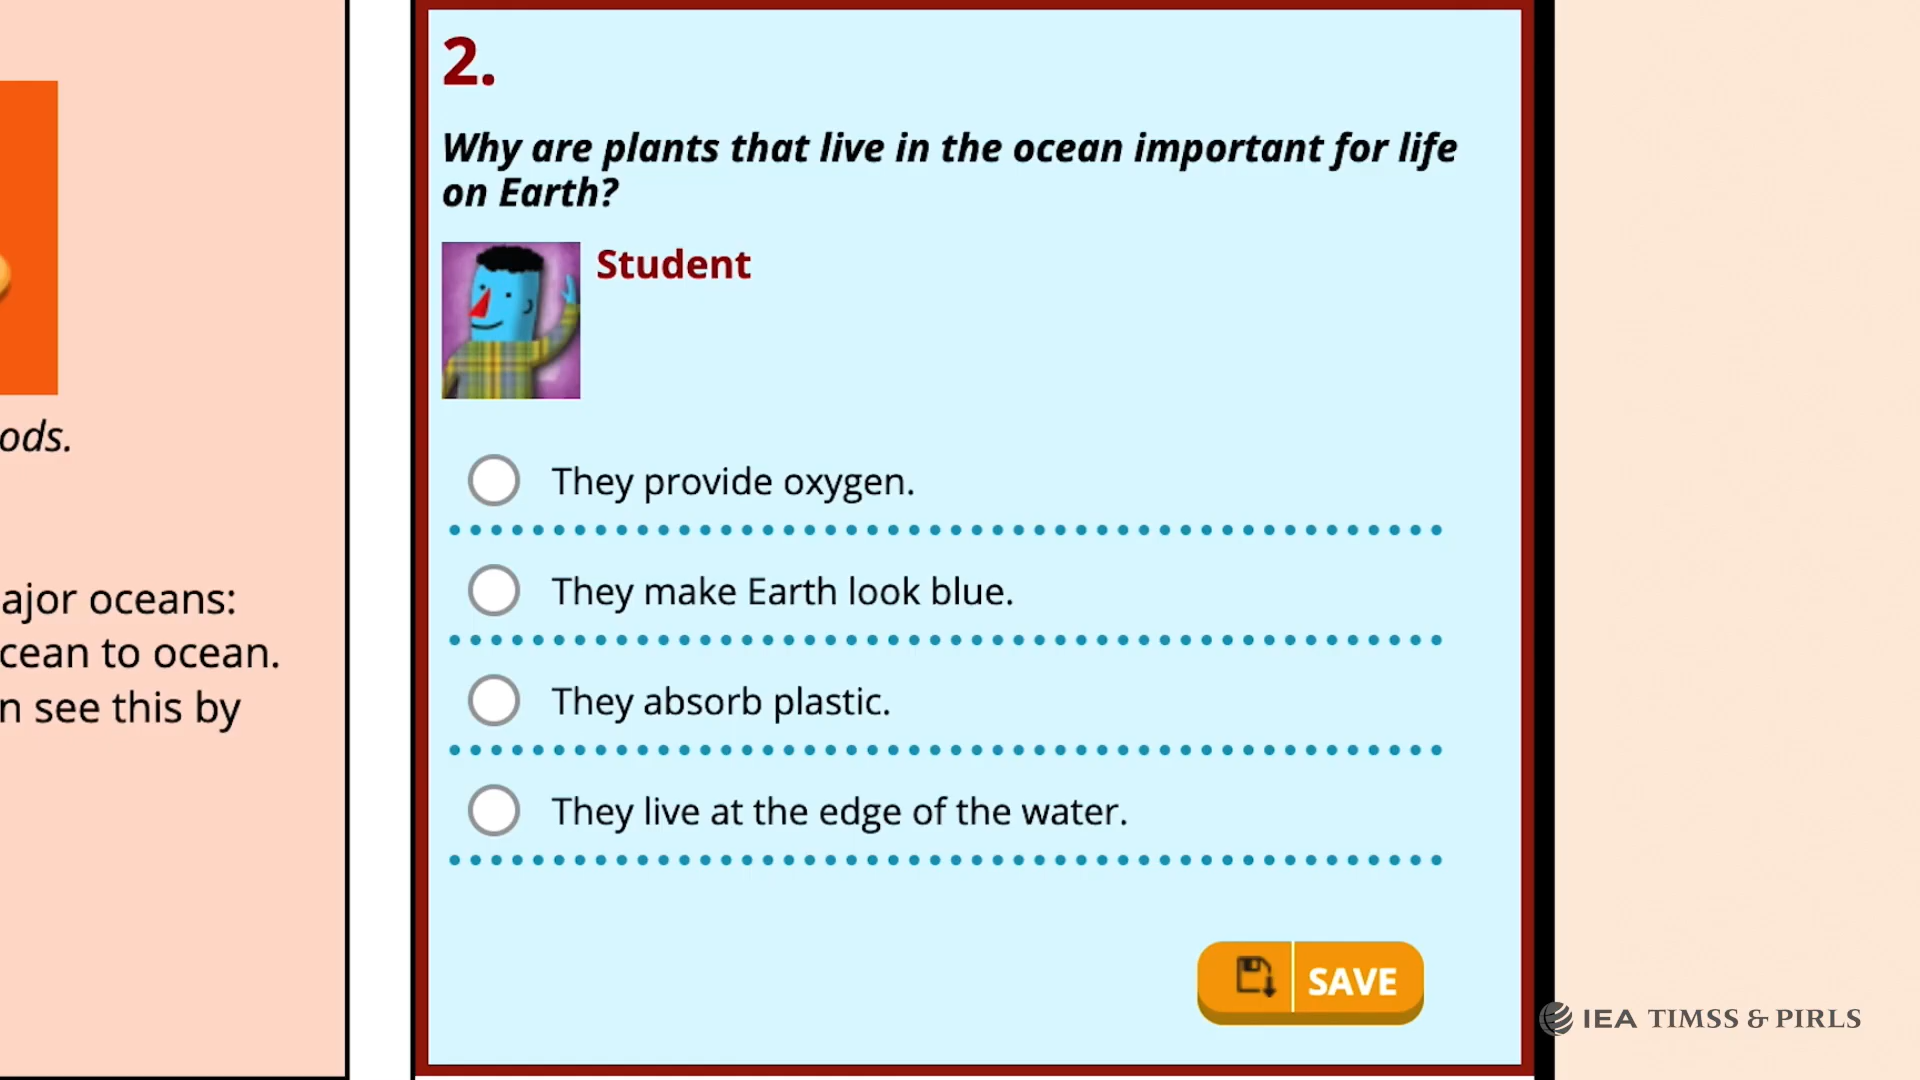 ods.
ajor oceans:
cean to ocean.
n see this by
2.
Why are plants that live in the ocean important for life
on Earth?
Student
They provide oxygen.
They make Earth look blue.
They absorb plastic.
They live at the edge of the water.
SAVE
IEA TIMSS & PIRLS